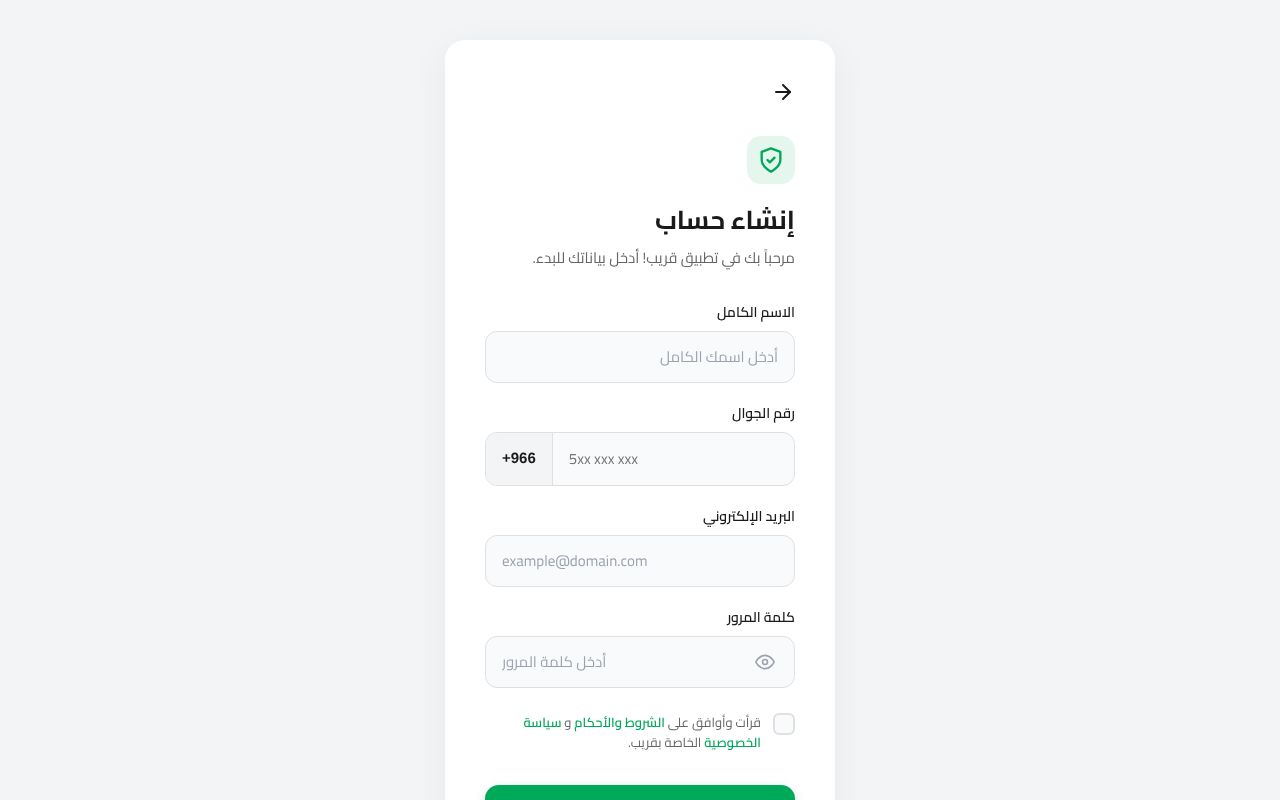 إنشاء حساب
مرحباً بك في تطبيق قريب! أدخل بياناتك للبدء.
الاسم الكامل
أدخل اسمك الكامل
رقم الجوال
+966
5xx xxx xxx
البريد الإلكتروني
example@domain.com
كلمة المرور
أدخل كلمة المرور
قرأت وأوافق على الشروط والأحكام و سياسة
الخصوصية الخاصة بقريب.